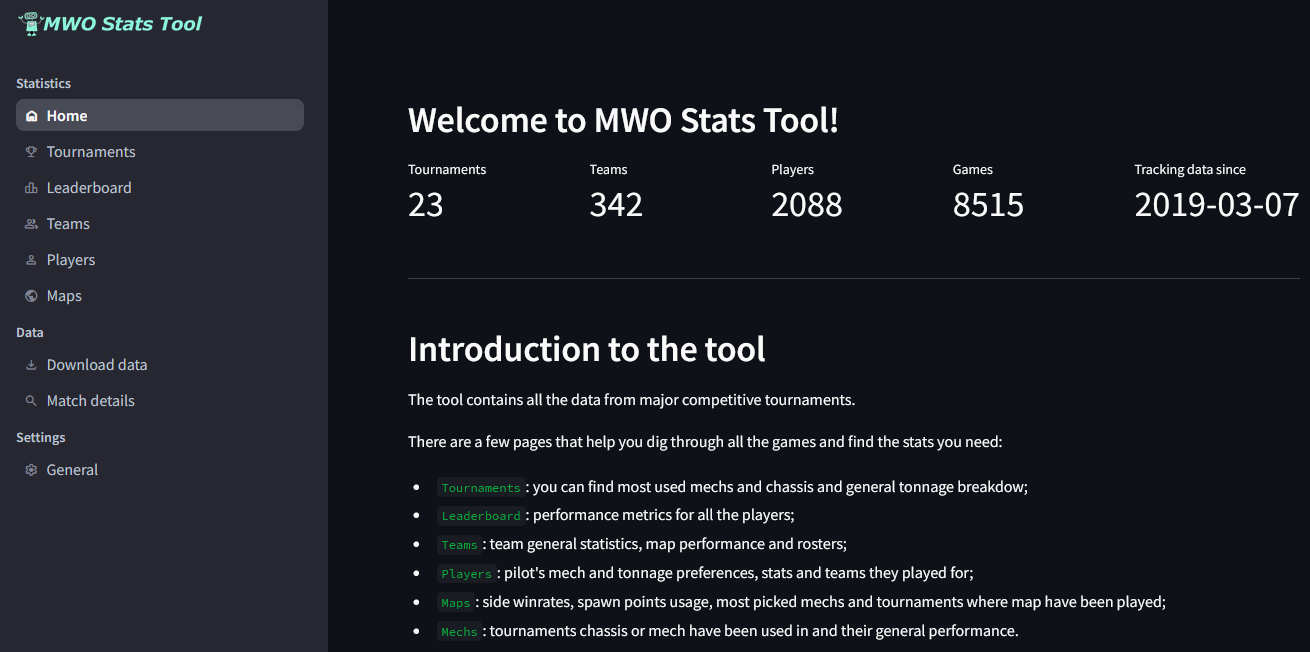 MWO Stats Tool
Statistics
Home
Tournaments
Leaderboard
Teams
Players
Maps
Data
Download data
Match details
Settings
General
Welcome to MWO Stats Tool!
Tournaments
23
Teams
342
Players
2088
Games
8515
Tracking data since
2019-03-07
Introduction to the tool
The tool contains all the data from major competitive tournaments.
There are a few pages that help you dig through all the games and find the stats you need:
• Tournaments: you can find most used mechs and chassis and general tonnage breakdow;
• Leaderboard: performance metrics for all the players;
• Teams: team general statistics, map performance and rosters;
• Players: pilot's mech and tonnage preferences, stats and teams they played for;
• Maps: side winrates, spawn points usage, most picked mechs and tournaments where map have been played;
• Mechs: tournaments chassis or mech have been used in and their general performance.